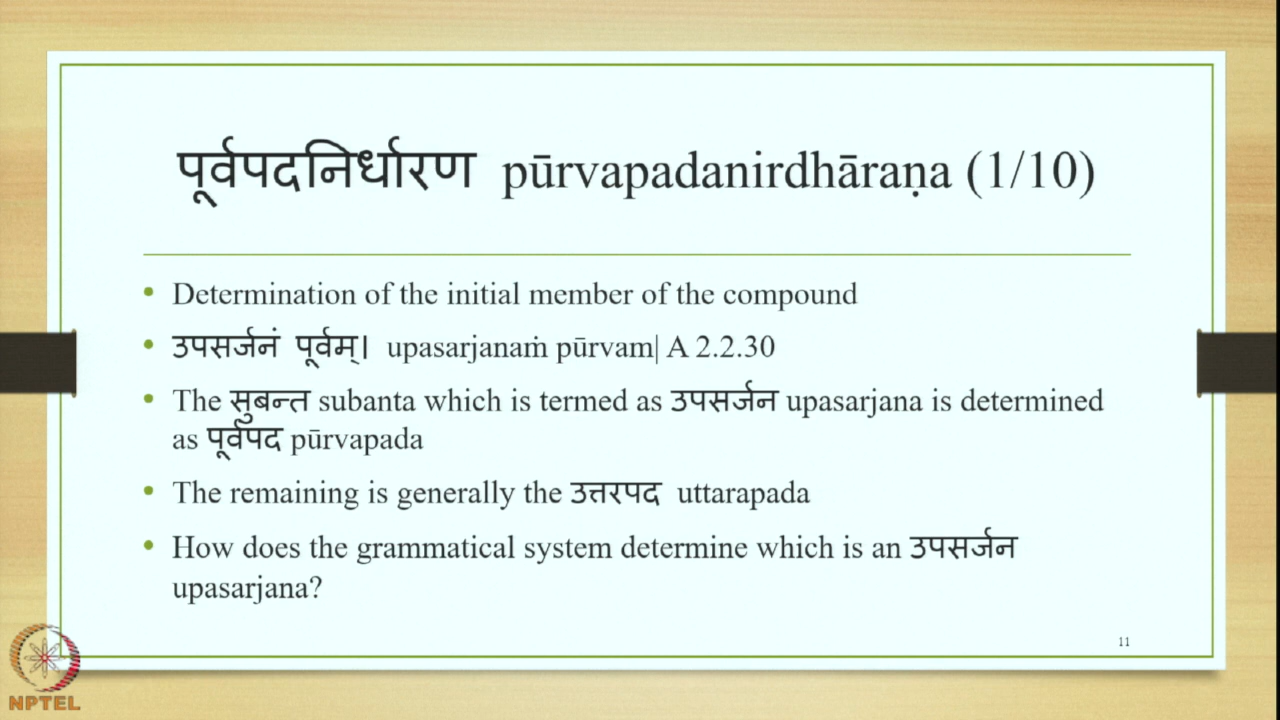 पूर्वपदनिर्धारण pūrvapadanirdhāraṇa (1/10)
• Determination of the initial member of the compound
• उपसर्जनं पूर्वम्। upasarjanaṁ pūrvam| A 2.2.30
• The सुबन्त subanta which is termed as उपसर्जन upasarjana is determined
as पूर्वपद pūrvapada
• The remaining is generally the उत्तरपद uttarapada
• How does the grammatical system determine which is an उपसर्जन
upasarjana?
11
NPTEL